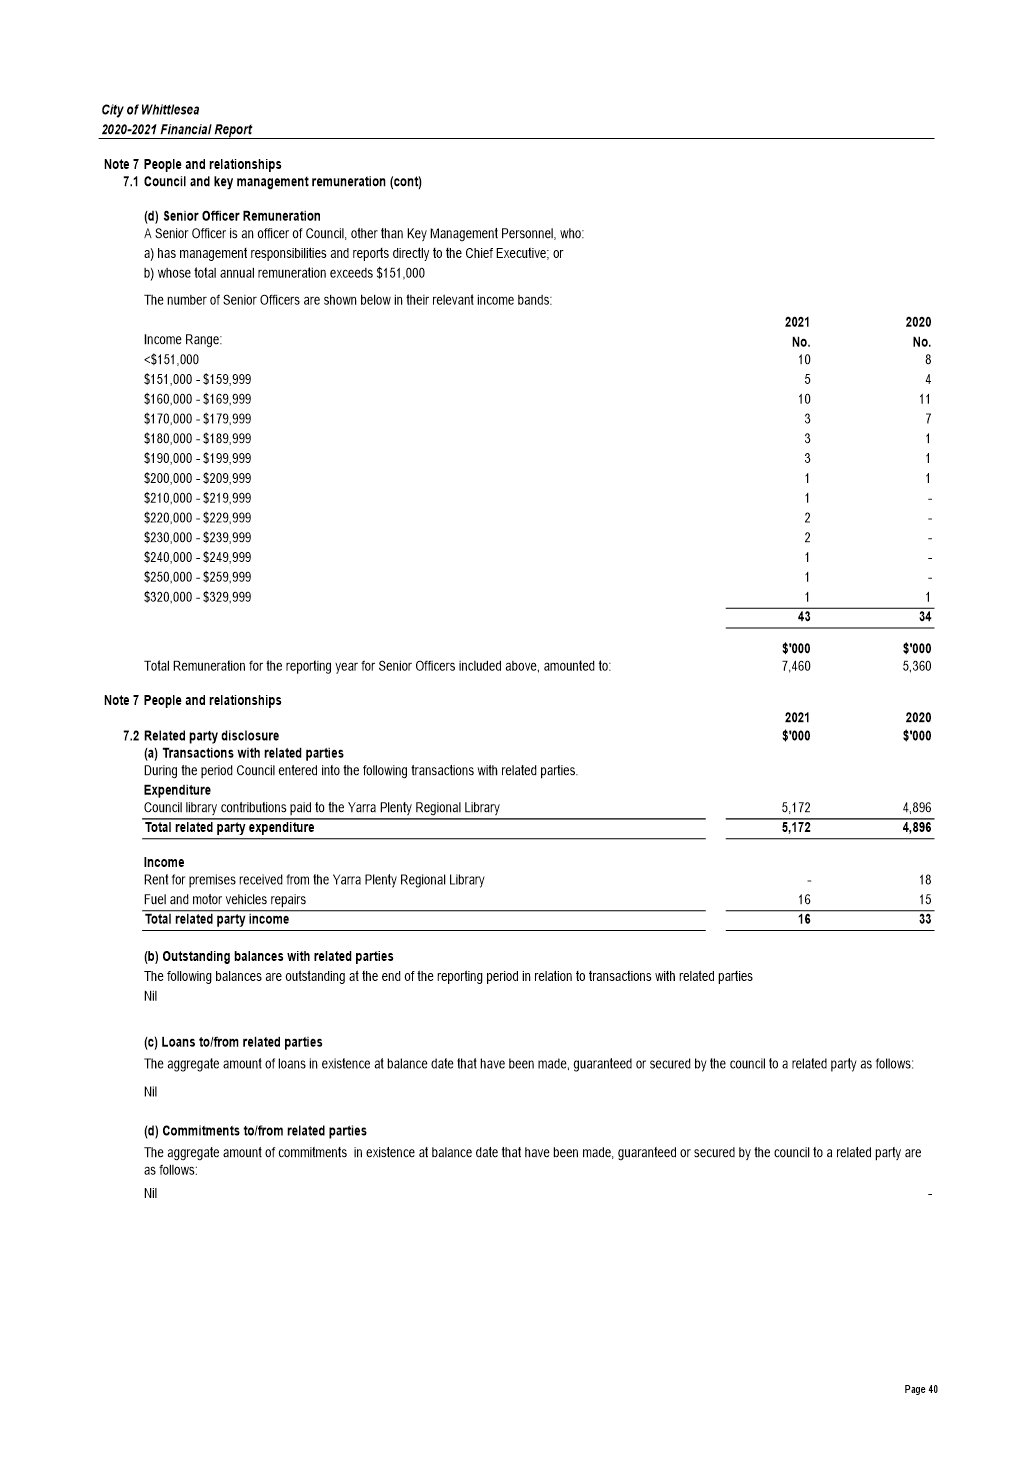 City of Whittlesea
2020-2021 Financial Report
Note 7 People and relationships
7.1 Council and key management remuneration (cont)
(d) Senior Officer Remuneration
A Senior Officer is an officer of Council, other than Key Management Personnel, who:
a) has management responsibilities and reports directly to the Chief Executive; or
b) whose total annual remuneration exceeds $151,000
The number of Senior Officers are shown below in their relevant income bands:
2021 2020
Income Range: No. No.
<$151,000 10 8
$151,000 - $159,999 5 4
$160,000 - $169,999 10 11
$170,000 - $179,999 3 7
$180,000 - $189,999 3 1
$190,000 - $199,999 3 1
$200,000 - $209,999 1 1
$210,000 - $219,999 1 -
$220,000 - $229,999 2 -
$230,000 - $239,999 2 -
$240,000 - $249,999 1 -
$250,000 - $259,999 1 -
$320,000 - $329,999 1 1
43 34
$'000 $'000
Total Remuneration for the reporting year for Senior Officers included above, amounted to: 7,460 5,360
Note 7 People and relationships
2021 2020
7.2 Related party disclosure $'000 $'000
(a) Transactions with related parties
During the period Council entered into the following transactions with related parties.
Expenditure
Council library contributions paid to the Yarra Plenty Regional Library 5,172 4,896
Total related party expenditure 5,172 4,896
Income
Rent for premises received from the Yarra Plenty Regional Library - 18
Fuel and motor vehicles repairs 16 15
Total related party income 16 33
(b) Outstanding balances with related parties
The following balances are outstanding at the end of the reporting period in relation to transactions with related parties
Nil
(c) Loans to/from related parties
The aggregate amount of loans in existence at balance date that have been made, guaranteed or secured by the council to a related party as follows:
Nil
(d) Commitments to/from related parties
The aggregate amount of commitments in existence at balance date that have been made, guaranteed or secured by the council to a related party are
as follows:
Nil -
Page 40